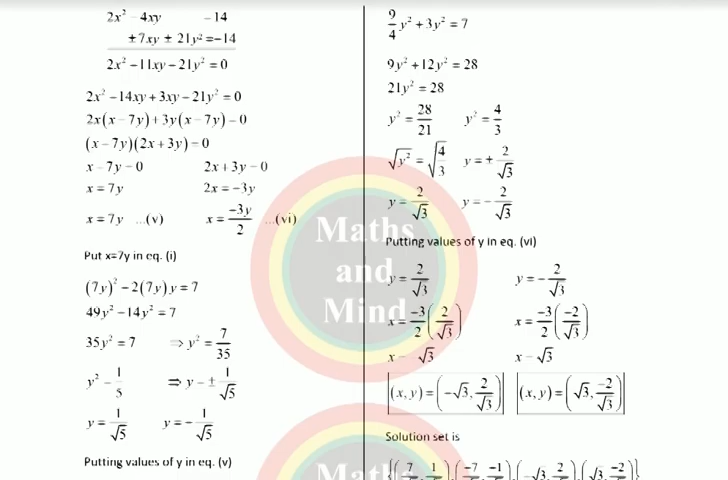 2x² – 4xy – 14
±7xy ± 21y² = –14
2x² – 11xy – 21y² = 0
2x² – 14xy + 3xy – 21y² = 0
2x(x – 7y) + 3y(x – 7y) – 0
(x – 7y)(2x + 3y) – 0
x – 7y – 0 2x + 3y – 0
x = 7y 2x = –3y
x = 7y ...(v) x = –3y/2 ...(vi)
Put x=7y in eq. (i)
(7y)² – 2(7y)y = 7
49y² – 14y² = 7
35y² = 7 ⇒ y² = 7/35
y² – 1/5 ⇒ y – ± 1/√5
y = 1/√5 y = – 1/√5
Putting values of y in eq. (v)
9/4 y² + 3y² = 7
9y² + 12y² = 28
21y² = 28
y² = 28/21 y² = 4/3
√y² = √4/3 y = ± 2/√3
y = 2/√3 y = – 2/√3
Putting values of y in eq. (vi)
y = 2/√3 y = – 2/√3
x = –3/2 (2/√3) x = –3/2 (–2/√3)
x – √3 x – √3
(x, y) = (–√3, 2/√3) (x, y) = (√3, –2/√3)
Solution set is
Maths
and
Mind
Maths